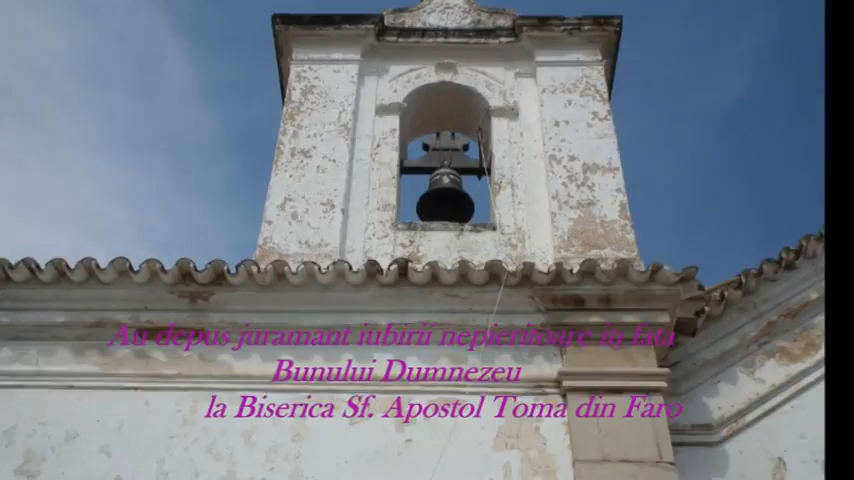 Au depus juramant iubirii nepieritoare in fata
Bunului Dumnezeu
la Biserica Sf. Apostol Toma din Faro